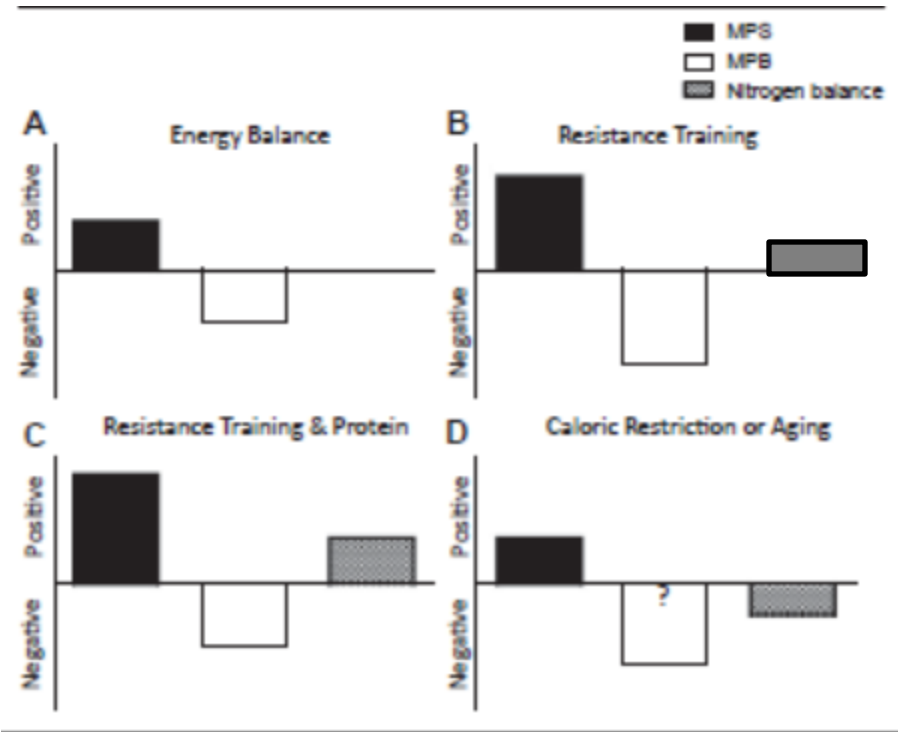 MPS
MPB
Nitrogen balance
A
Energy Balance
B
Resistance Training
Positive
Negative
Positive
Negative
C
Resistance Training & Protein
D
Caloric Restriction or Aging
Positive
Negative
Positive
?
Negative